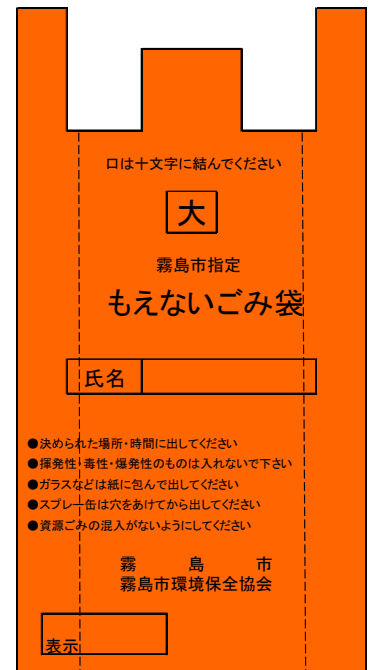 口は十文字に結んでください
大
霧島市指定
もえないごみ袋
氏名
●決められた場所・時間に出してください
●揮発性・毒性・爆発性のものは入れないで下さい
●ガラスなどは紙に包んで出してください
●スプレー缶は穴をあけてから出してください
●資源ごみの混入がないようにしてください
霧　島　市
霧島市環境保全協会
表示